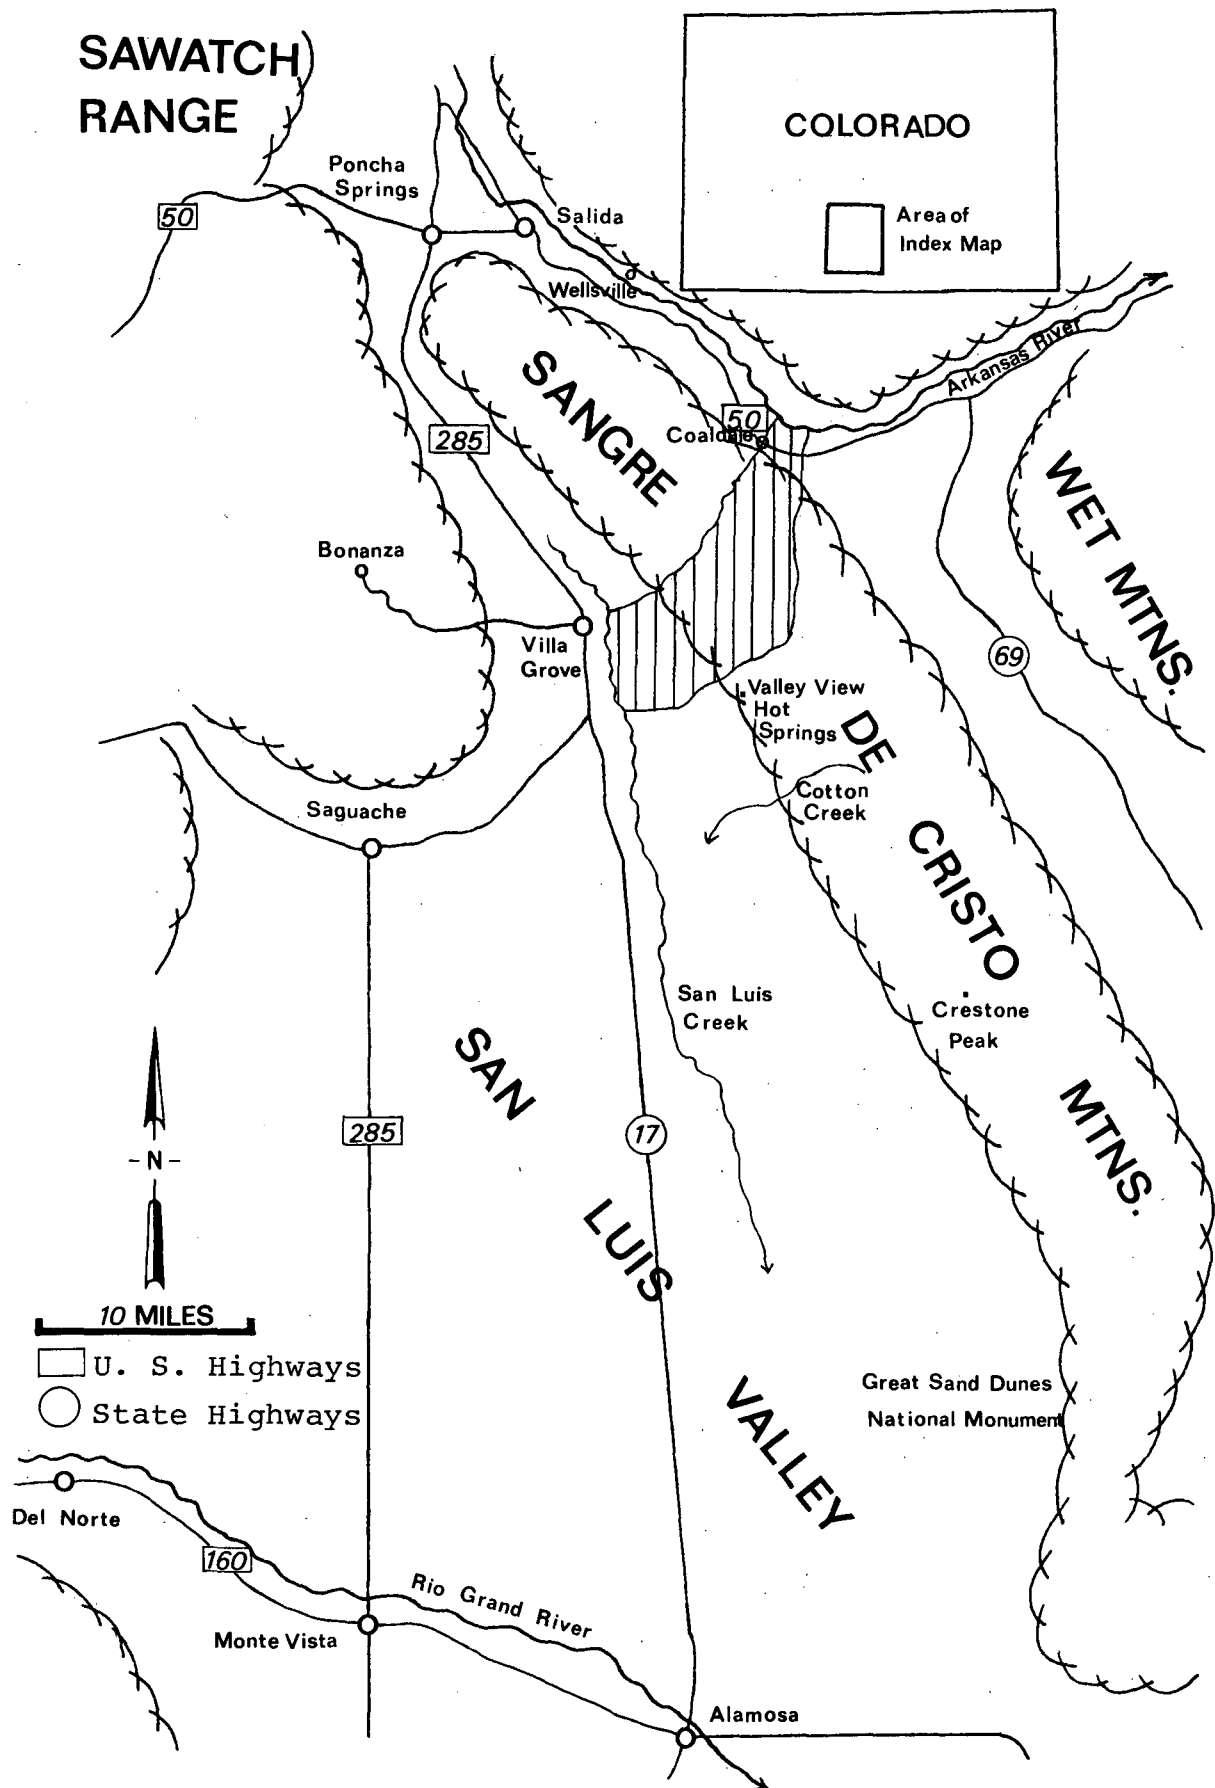 SAWATCH
RANGE
COLORADO
Area of
Index Map
Poncha
Springs
50
Salida
Wellsville
Arkansas River
SANGRE
50
Coaldale
285
WET MTNS.
Bonanza
Villa
Grove
69
Valley View
Hot
Springs
DE
Cotton
Creek
Saguache
CRISTO
San Luis
Creek
Crestone
Peak
SAN
MTNS.
285
17
- N -
LUIS
10 MILES
U. S. Highways
State Highways
Great Sand Dunes
National Monument
VALLEY
Del Norte
160
Rio Grand River
Monte Vista
Alamosa